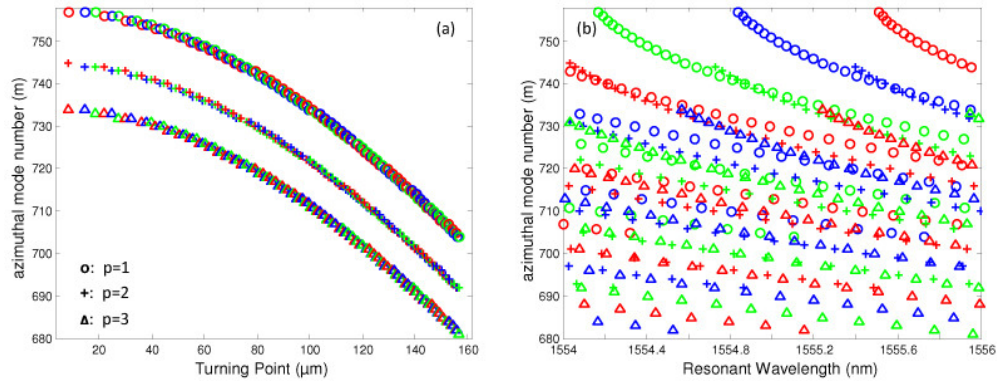 (a)
azimuthal mode number (m)
750
740
730
720
710
700
690
680
o: p=1
+: p=2
Δ: p=3
20 40 60 80 100 120 140 160
Turning Point (μm)
(b)
azimuthal mode number (m)
750
740
730
720
710
700
690
680
1554 1554.4 1554.8 1555.2 1555.6 1556
Resonant Wavelength (nm)